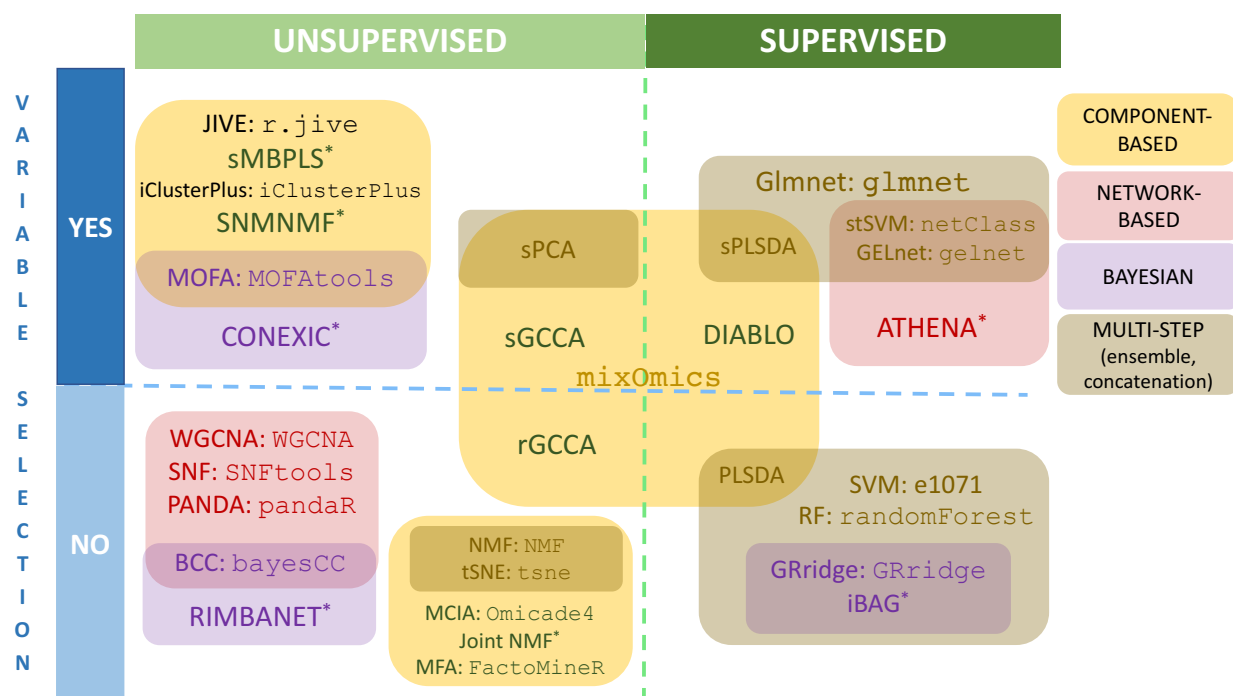 UNSUPERVISED
SUPERVISED
VARIABLE SELECTION
YES
NO
JIVE: r.jive
sMBPLS*
iClusterPlus: iClusterPlus
SNMNMF*
MOFA: MOFAtools
CONEXIC*
sPCA
sGCCA
mixOmics
rGCCA
Glmnet: glmnet
stSVM: netClass
GELnet: gelnet
sPLSDA
DIABLO
ATHENA*
WGCNA: WGCNA
SNF: SNFtools
PANDA: pandaR
BCC: bayesCC
RIMBANET*
NMF: NMF
tSNE: tsne
MCIA: Omicade4
Joint NMF*
MFA: FactoMineR
PLSDA
SVM: e1071
RF: randomForest
GRridge: GRridge
iBAG*
COMPONENT-
BASED
NETWORK-
BASED
BAYESIAN
MULTI-STEP
(ensemble,
concatenation)